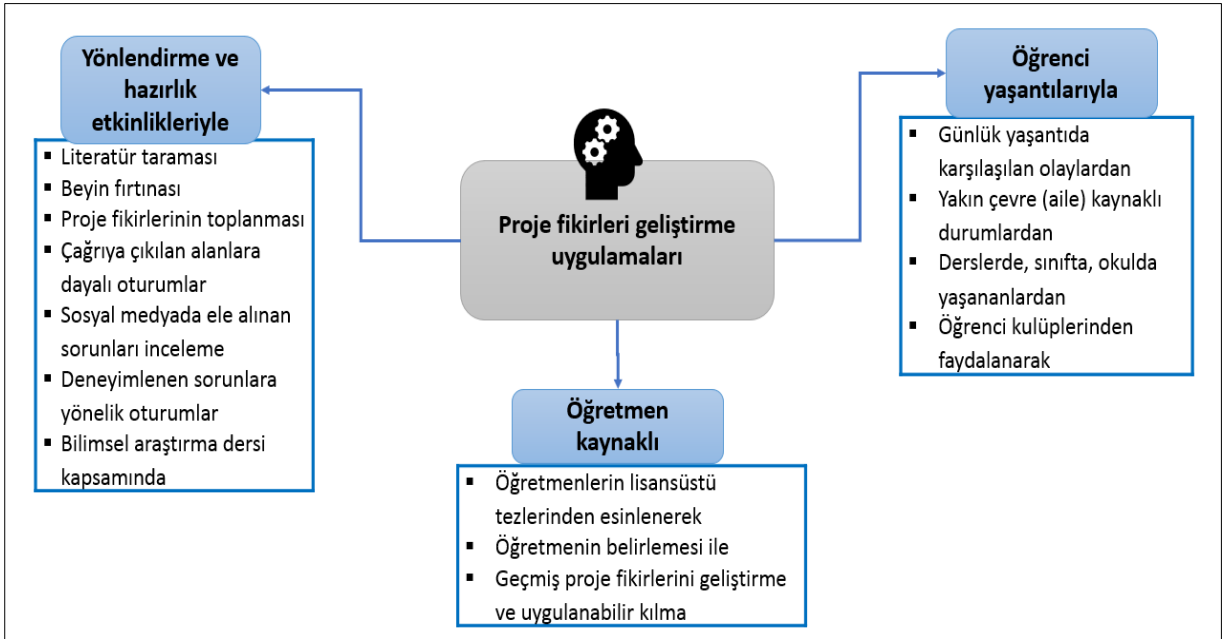 Yönlendirme ve
hazırlık
etkinlikleriyle
▪ Literatür taraması
▪ Beyin fırtınası
▪ Proje fikirlerinin toplanması
▪ Çağrıya çıkılan alanlara
dayalı oturumlar
▪ Sosyal medyada ele alınan
sorunları inceleme
▪ Deneyimlenen sorunlara
yönelik oturumlar
▪ Bilimsel araştırma dersi
kapsamında
Proje fikirleri geliştirme
uygulamaları
Öğretmen
kaynaklı
▪ Öğretmenlerin lisansüstü
tezlerinden esinlenerek
▪ Öğretmenin belirlemesi ile
▪ Geçmiş proje fikirlerini geliştirme
ve uygulanabilir kılma
Öğrenci
yaşantılarıyla
▪ Günlük yaşantıda
karşılaşılan olaylardan
▪ Yakın çevre (aile) kaynaklı
durumlardan
▪ Derslerde, sınıfta, okulda
yaşananlardan
▪ Öğrenci kulüplerinden
faydalanarak